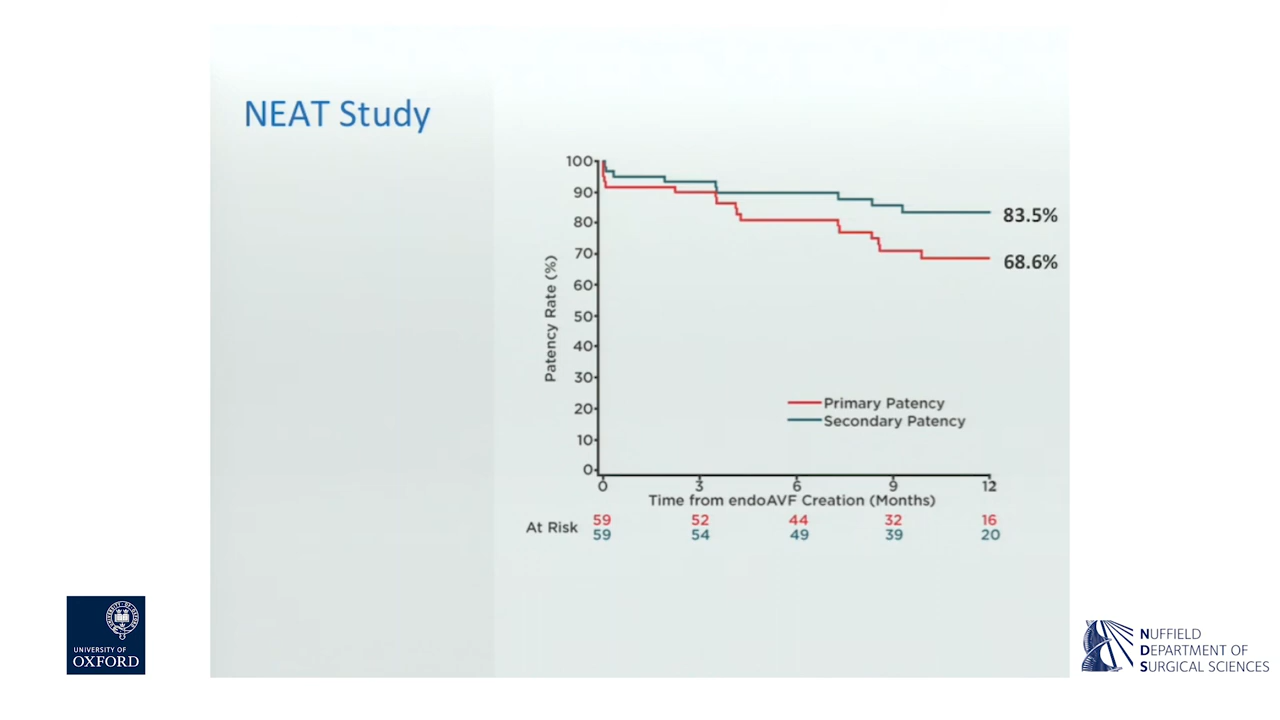 NEAT Study
100
90
80
70
60
50
40
30
20
10
0
Patency Rate (%)
83.5%
68.6%
Primary Patency
Secondary Patency
0 3 6 9 12
Time from endoAVF Creation (Months)
At Risk
59 52 44 32 16
59 54 49 39 20
UNIVERSITY OF
OXFORD
NUFFIELD
DEPARTMENT OF
SURGICAL SCIENCES